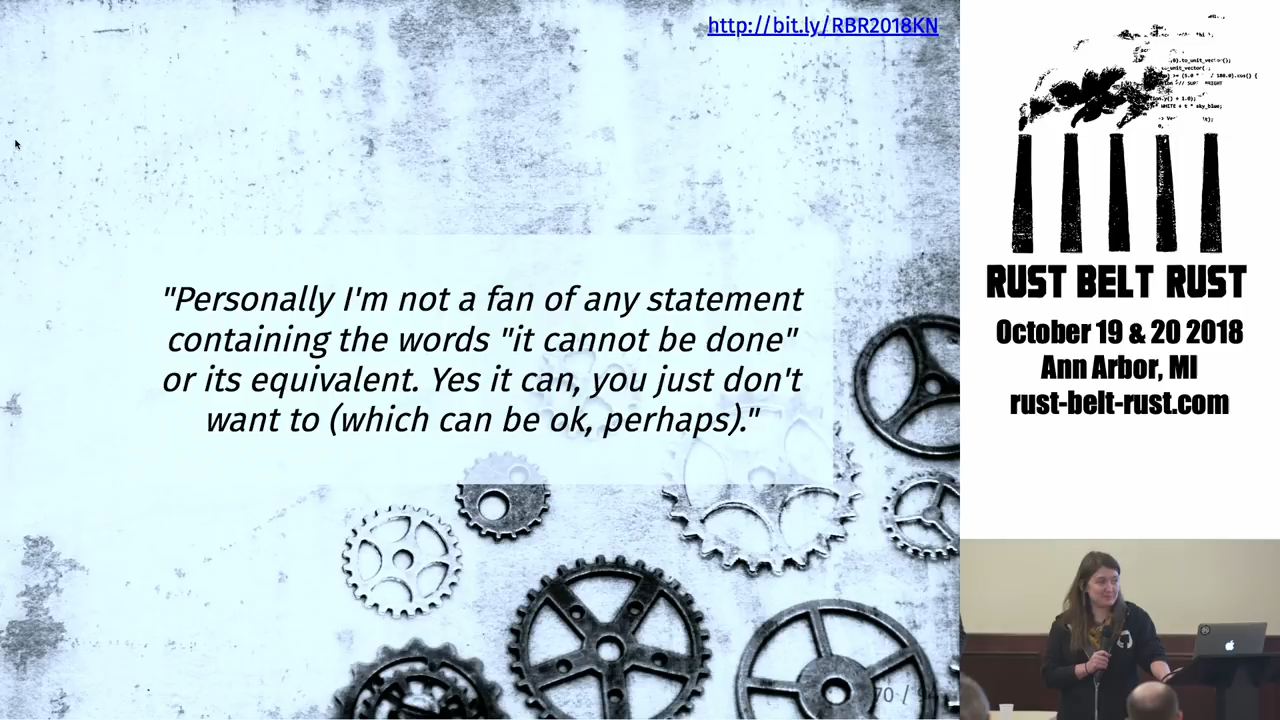 http://bit.ly/RBR2018KN
"Personally I'm not a fan of any statement
containing the words "it cannot be done"
or its equivalent. Yes it can, you just don't
want to (which can be ok, perhaps)."
70 /
RUST BELT RUST
October 19 & 20 2018
Ann Arbor, MI
rust-belt-rust.com